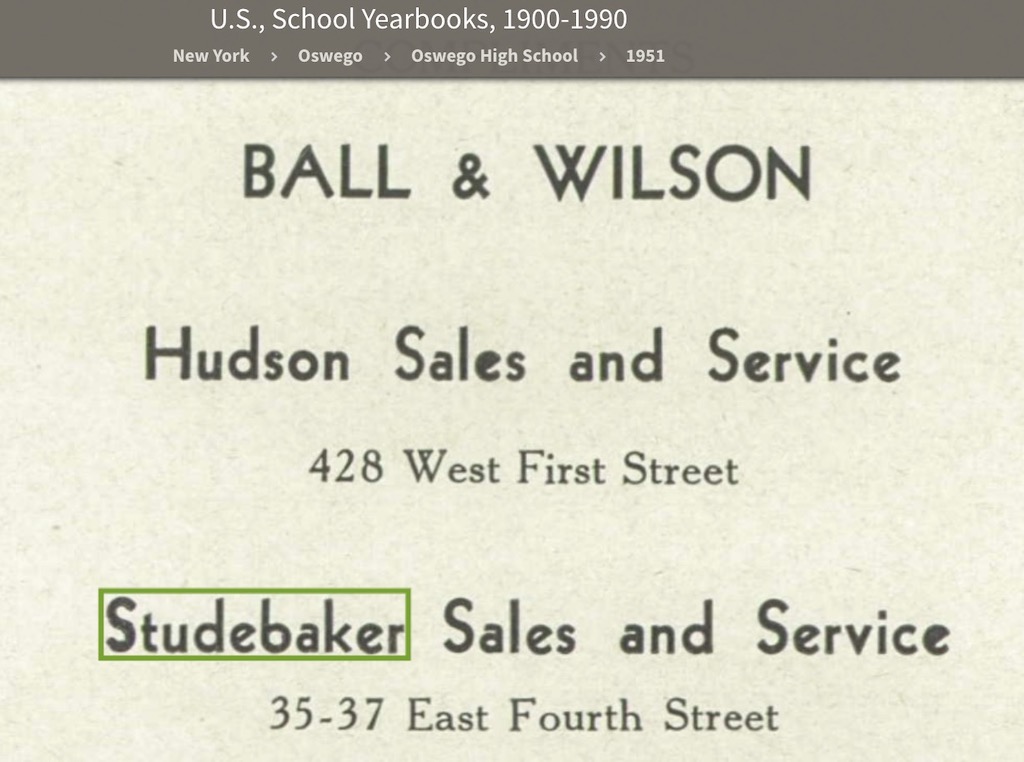 U.S., School Yearbooks, 1900-1990
New York > Oswego > Oswego High School > 1951
BALL & WILSON
Hudson Sales and Service
428 West First Street
Studebaker Sales and Service
35-37 East Fourth Street